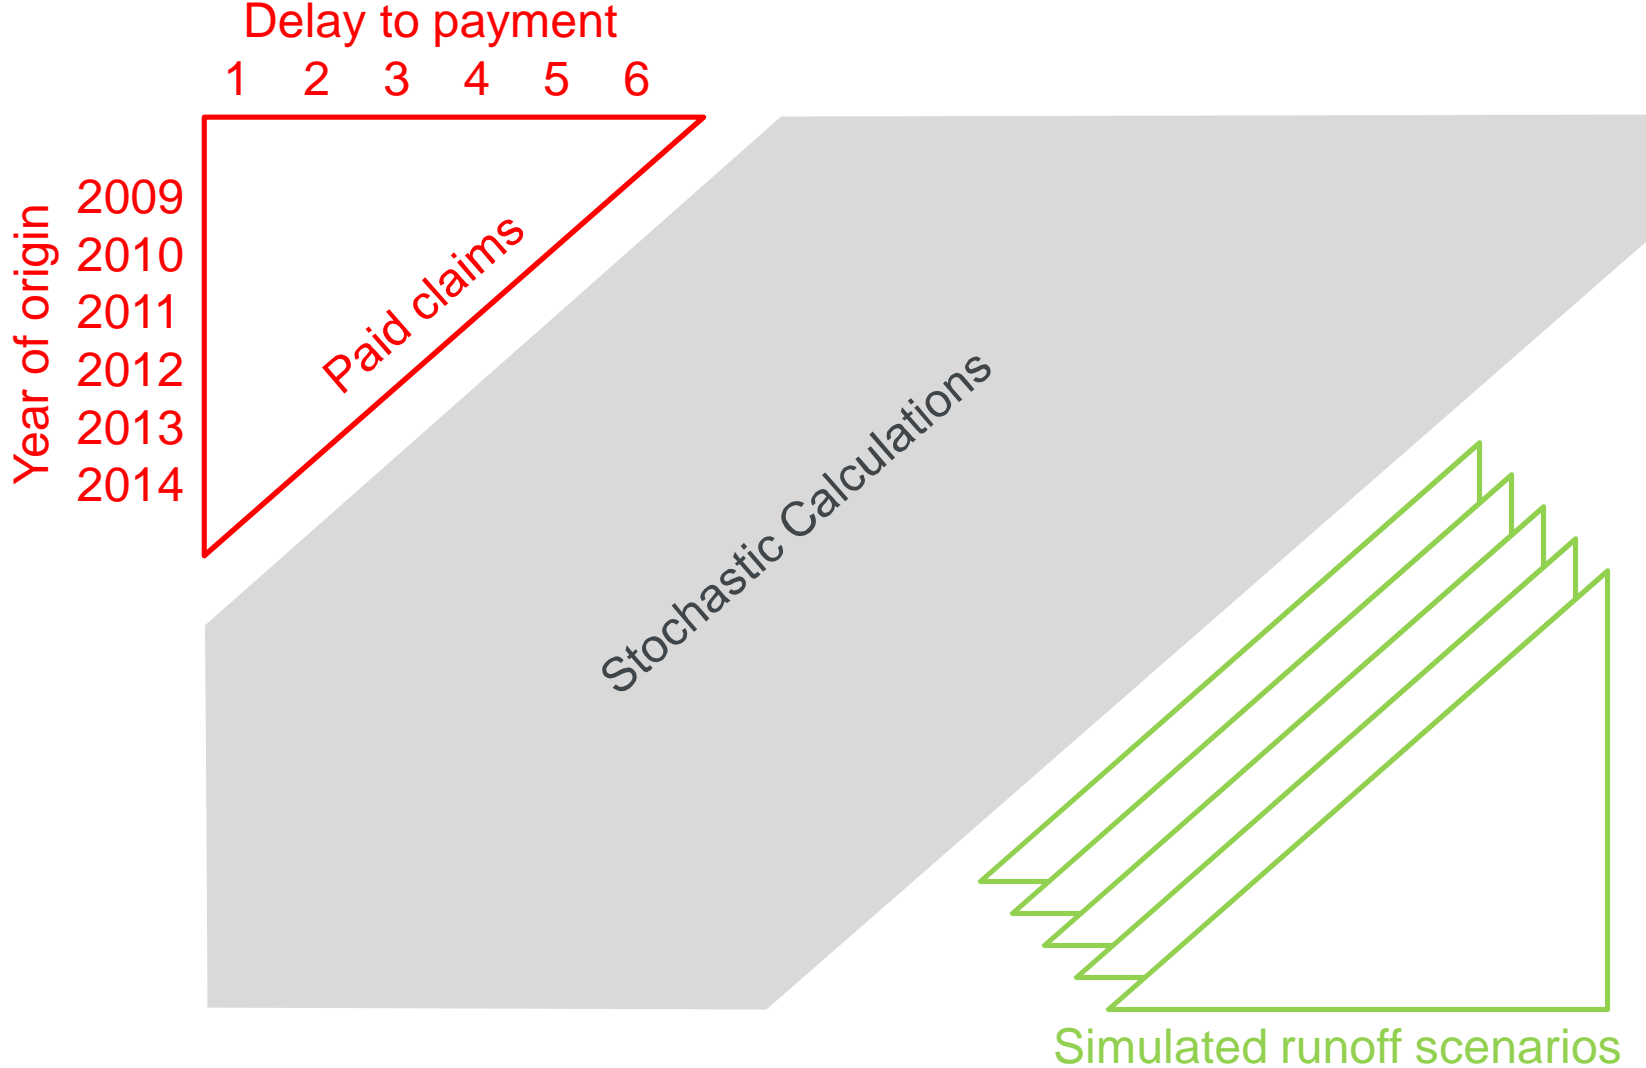 Delay to payment
1 2 3 4 5 6
Year of origin
2009
2010
2011
2012
2013
2014
Paid claims
Stochastic Calculations
Simulated runoff scenarios